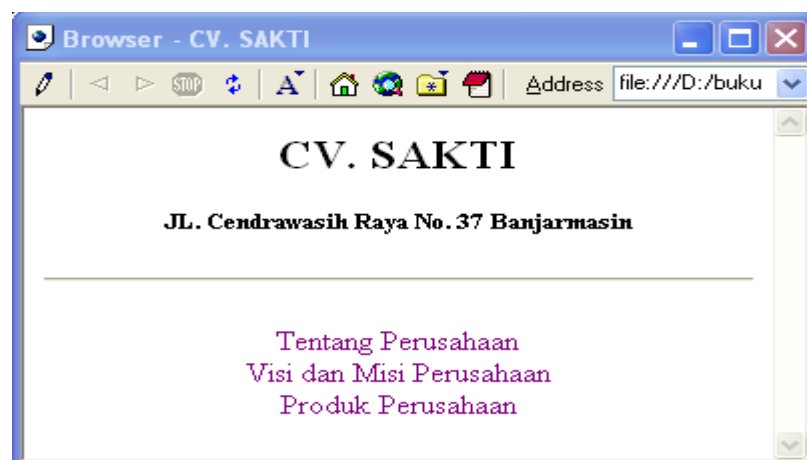 Browser - CV. SAKTI
STOP A Address file:///D:/buku
CV. SAKTI
JL. Cendrawasih Raya No. 37 Banjarmasin
Tentang Perusahaan
Visi dan Misi Perusahaan
Produk Perusahaan